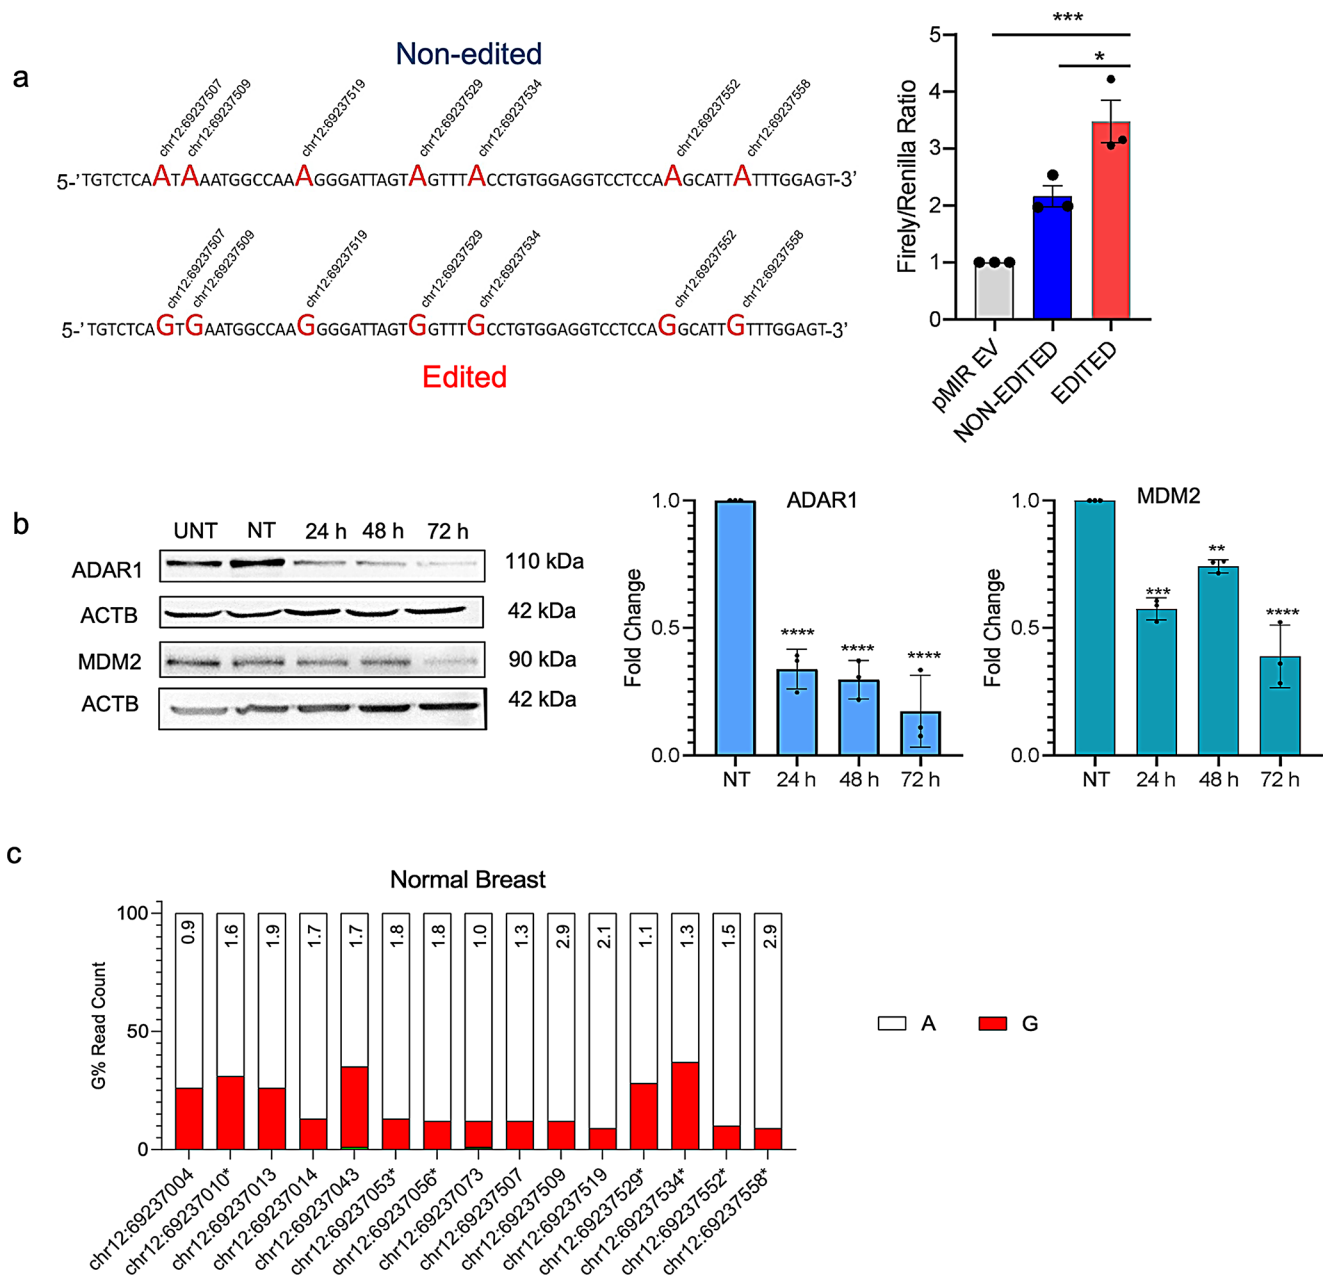 a
Non-edited
chr12:69237507
chr12:69237509
chr12:69237519
chr12:69237529
chr12:69237534
chr12:69237552
chr12:69237558
5-'TGTCTCAATAAATGGCCAAAGGGATTAGTAGTTTACCTGTGGAGGTCCTCCAAGCATTATTTGGAGT-3'
chr12:69237507
chr12:69237509
chr12:69237519
chr12:69237529
chr12:69237534
chr12:69237552
chr12:69237558
5-'TGTCTCAGTGAATGGCCAAGGGGATTAGTGGTTTGCCTGTGGAGGTCCTCCAGGCATTGTTTGGAGT-3'
Edited
Firely/Renilla Ratio
5
4
3
2
1
0
***
*
pMIR EV
NON-EDITED
EDITED
b
UNT NT 24 h 48 h 72 h
ADAR1 110 kDa
ACTB 42 kDa
MDM2 90 kDa
ACTB 42 kDa
ADAR1
Fold Change
1.0
0.5
0.0
**** **** ****
NT 24 h 48 h 72 h
MDM2
Fold Change
1.0
0.5
0.0
*** ** ****
NT 24 h 48 h 72 h
c
Normal Breast
G% Read Count
100
50
0
0.9 1.6 1.9 1.7 1.7 1.8 1.8 1.0 1.3 2.9 2.1 1.1 1.3 1.5 2.9
chr12:69237004
chr12:69237010*
chr12:69237013
chr12:69237014
chr12:69237043
chr12:69237053*
chr12:69237056*
chr12:69237073
chr12:69237507
chr12:69237509
chr12:69237519
chr12:69237529*
chr12:69237534*
chr12:69237552*
chr12:69237558*
A
G